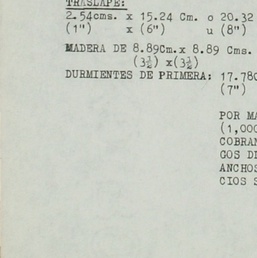 TRASLAPE:
2.54cms. x 15.24 Cm. o 20.32
(1") x (6") u (8")
MADERA DE 8.89Cm.x 8.89 Cms.
(3½) x(3½)
DURMIENTES DE PRIMERA: 17.78
(7")
POR MA
(1,000
COBRAN
GOS DE
ANCHOS
CIOS S